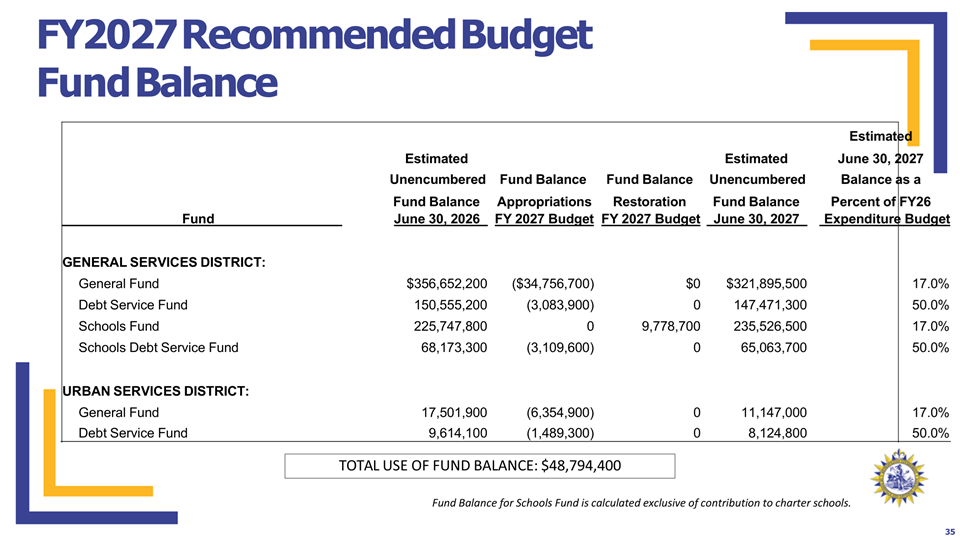 FY2027 Recommended Budget
Fund Balance
Estimated
Estimated Estimated June 30, 2027
Unencumbered Fund Balance Fund Balance Unencumbered Balance as a
Fund Balance Appropriations Restoration Fund Balance Percent of FY26
Fund June 30, 2026 FY 2027 Budget FY 2027 Budget June 30, 2027 Expenditure Budget
GENERAL SERVICES DISTRICT:
General Fund $356,652,200 ($34,756,700) $0 $321,895,500 17.0%
Debt Service Fund 150,555,200 (3,083,900) 0 147,471,300 50.0%
Schools Fund 225,747,800 0 9,778,700 235,526,500 17.0%
Schools Debt Service Fund 68,173,300 (3,109,600) 0 65,063,700 50.0%
URBAN SERVICES DISTRICT:
General Fund 17,501,900 (6,354,900) 0 11,147,000 17.0%
Debt Service Fund 9,614,100 (1,489,300) 0 8,124,800 50.0%
TOTAL USE OF FUND BALANCE: $48,794,400
Fund Balance for Schools Fund is calculated exclusive of contribution to charter schools.
35